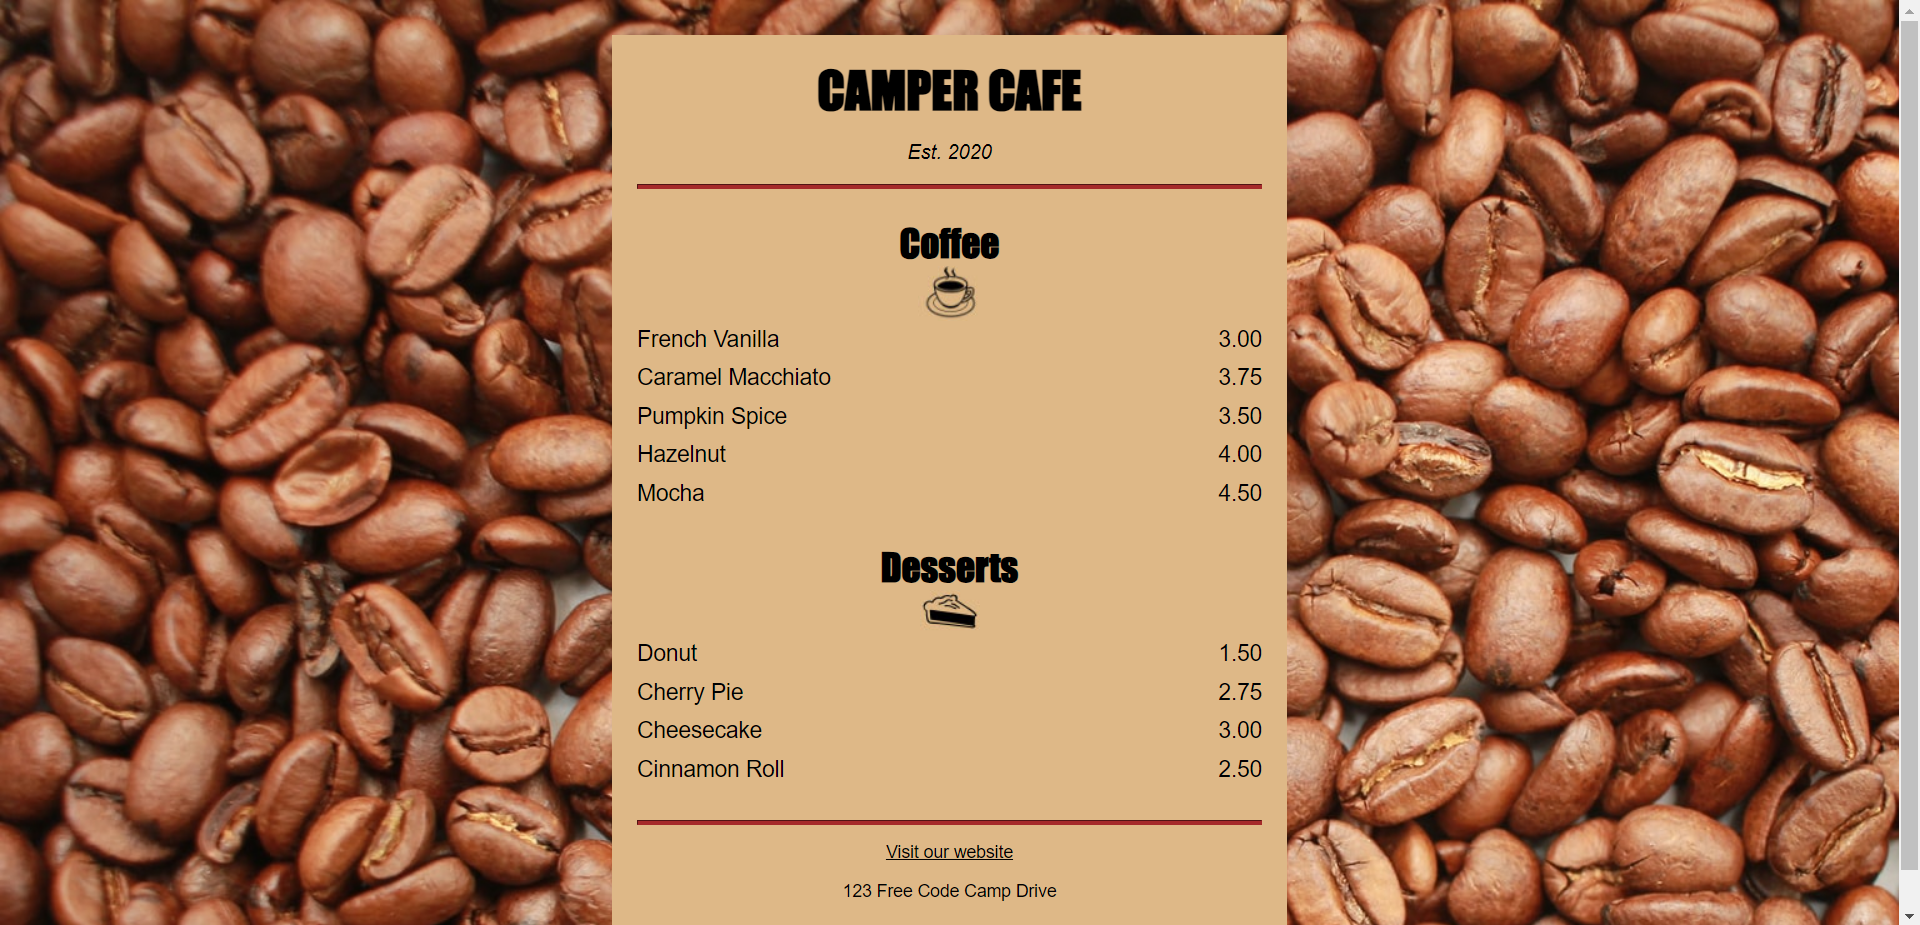 CAMPER CAFE
Est. 2020
Coffee
French Vanilla 3.00
Caramel Macchiato 3.75
Pumpkin Spice 3.50
Hazelnut 4.00
Mocha 4.50
Desserts
Donut 1.50
Cherry Pie 2.75
Cheesecake 3.00
Cinnamon Roll 2.50
Visit our website
123 Free Code Camp Drive